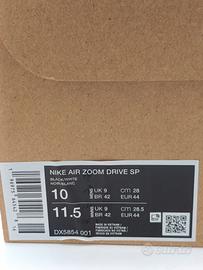 NIKE AIR ZOOM DRIVE SP
BLACK/WHITE
NOIR/BLANC
10 UK 9 CM 28
BR 42 EUR 44
11.5 UK 9 CM 28.5
BR 42 EUR 44
DX5854 001
subito